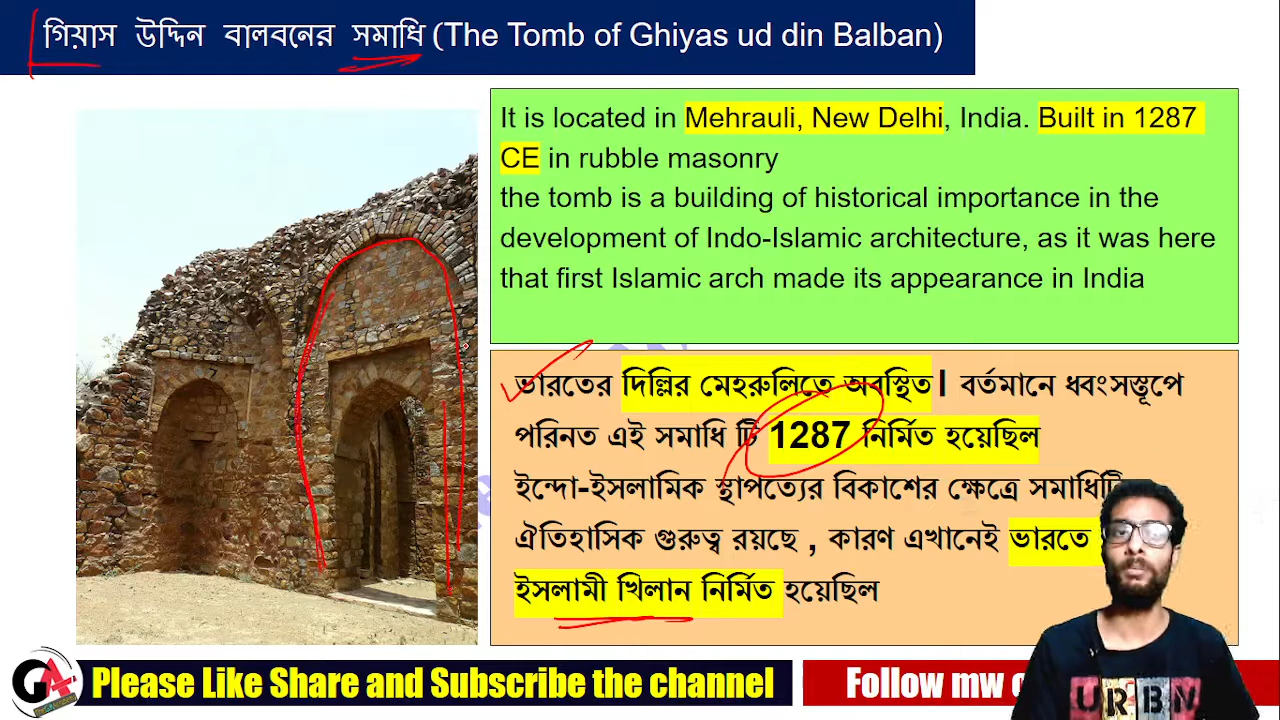 গিয়াস উদ্দিন বালবনের সমাধি (The Tomb of Ghiyas ud din Balban)
It is located in Mehrauli, New Delhi, India. Built in 1287
CE in rubble masonry
the tomb is a building of historical importance in the
development of Indo-Islamic architecture, as it was here
that first Islamic arch made its appearance in India
ভারতের দিল্লির মেহরুলিতে অবস্থিত। বর্তমানে ধ্বংসস্তূপে
পরিনত এই সমাধি টি 1287 নির্মিত হয়েছিল
ইন্দো-ইসলামিক স্থাপত্যের বিকাশের ক্ষেত্রে সমাধিটি
ঐতিহাসিক গুরুত্ব রয়ছে , কারণ এখানেই ভারতে
ইসলামী খিলান নির্মিত হয়েছিল
GA
Please Like Share and Subscribe the channel
Follow mw
URBN